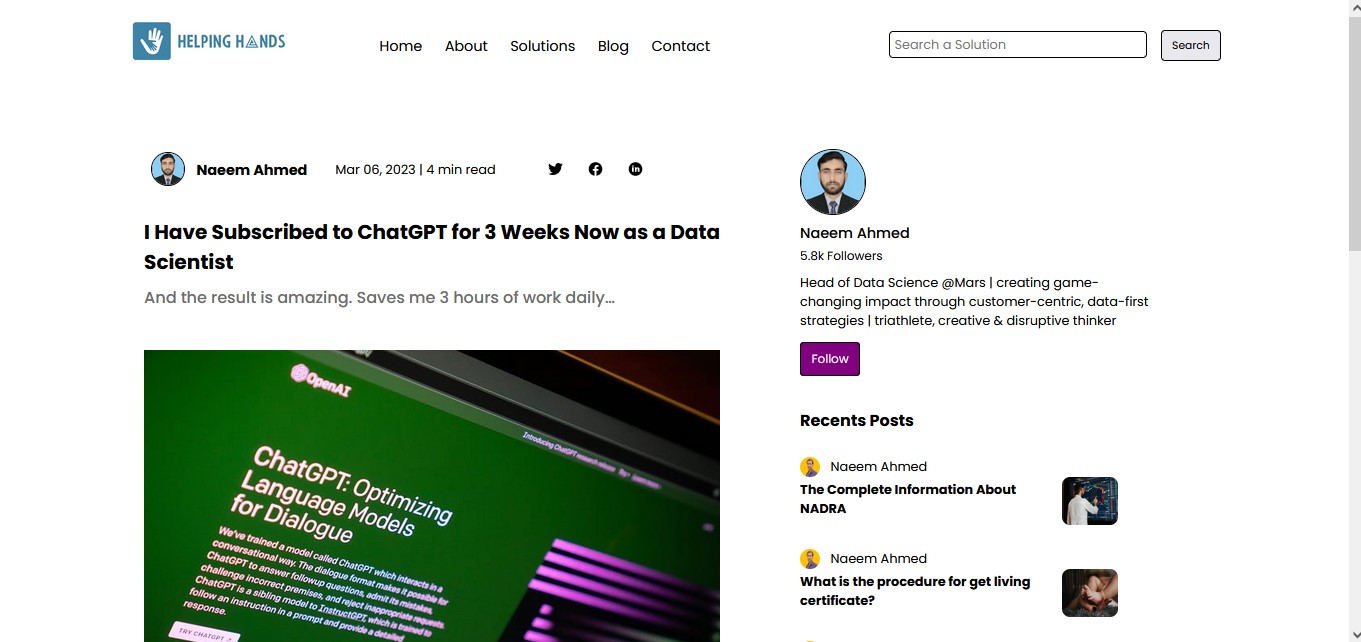 HELPING HANDS
Home
About
Solutions
Blog
Contact
Search a Solution
Search
Naeem Ahmed
Mar 06, 2023 | 4 min read
I Have Subscribed to ChatGPT for 3 Weeks Now as a Data
Scientist
And the result is amazing. Saves me 3 hours of work daily...
OpenAI
Introducing ChatGPT research release
Try ›
Learn more ›
ChatGPT: Optimizing
Language Models
for Dialogue
We've trained a model called ChatGPT which interacts in a
conversational way. The dialogue format makes it possible for
ChatGPT to answer followup questions, admit its mistakes,
challenge incorrect premises, and reject inappropriate requests.
ChatGPT is a sibling model to InstructGPT, which is trained to
follow an instruction in a prompt and provide a detailed
response.
TRY CHATGPT ↗
Naeem Ahmed
5.8k Followers
Head of Data Science @Mars | creating game-
changing impact through customer-centric, data-first
strategies | triathlete, creative & disruptive thinker
Follow
Recents Posts
Naeem Ahmed
The Complete Information About
NADRA
Naeem Ahmed
What is the procedure for get living
certificate?